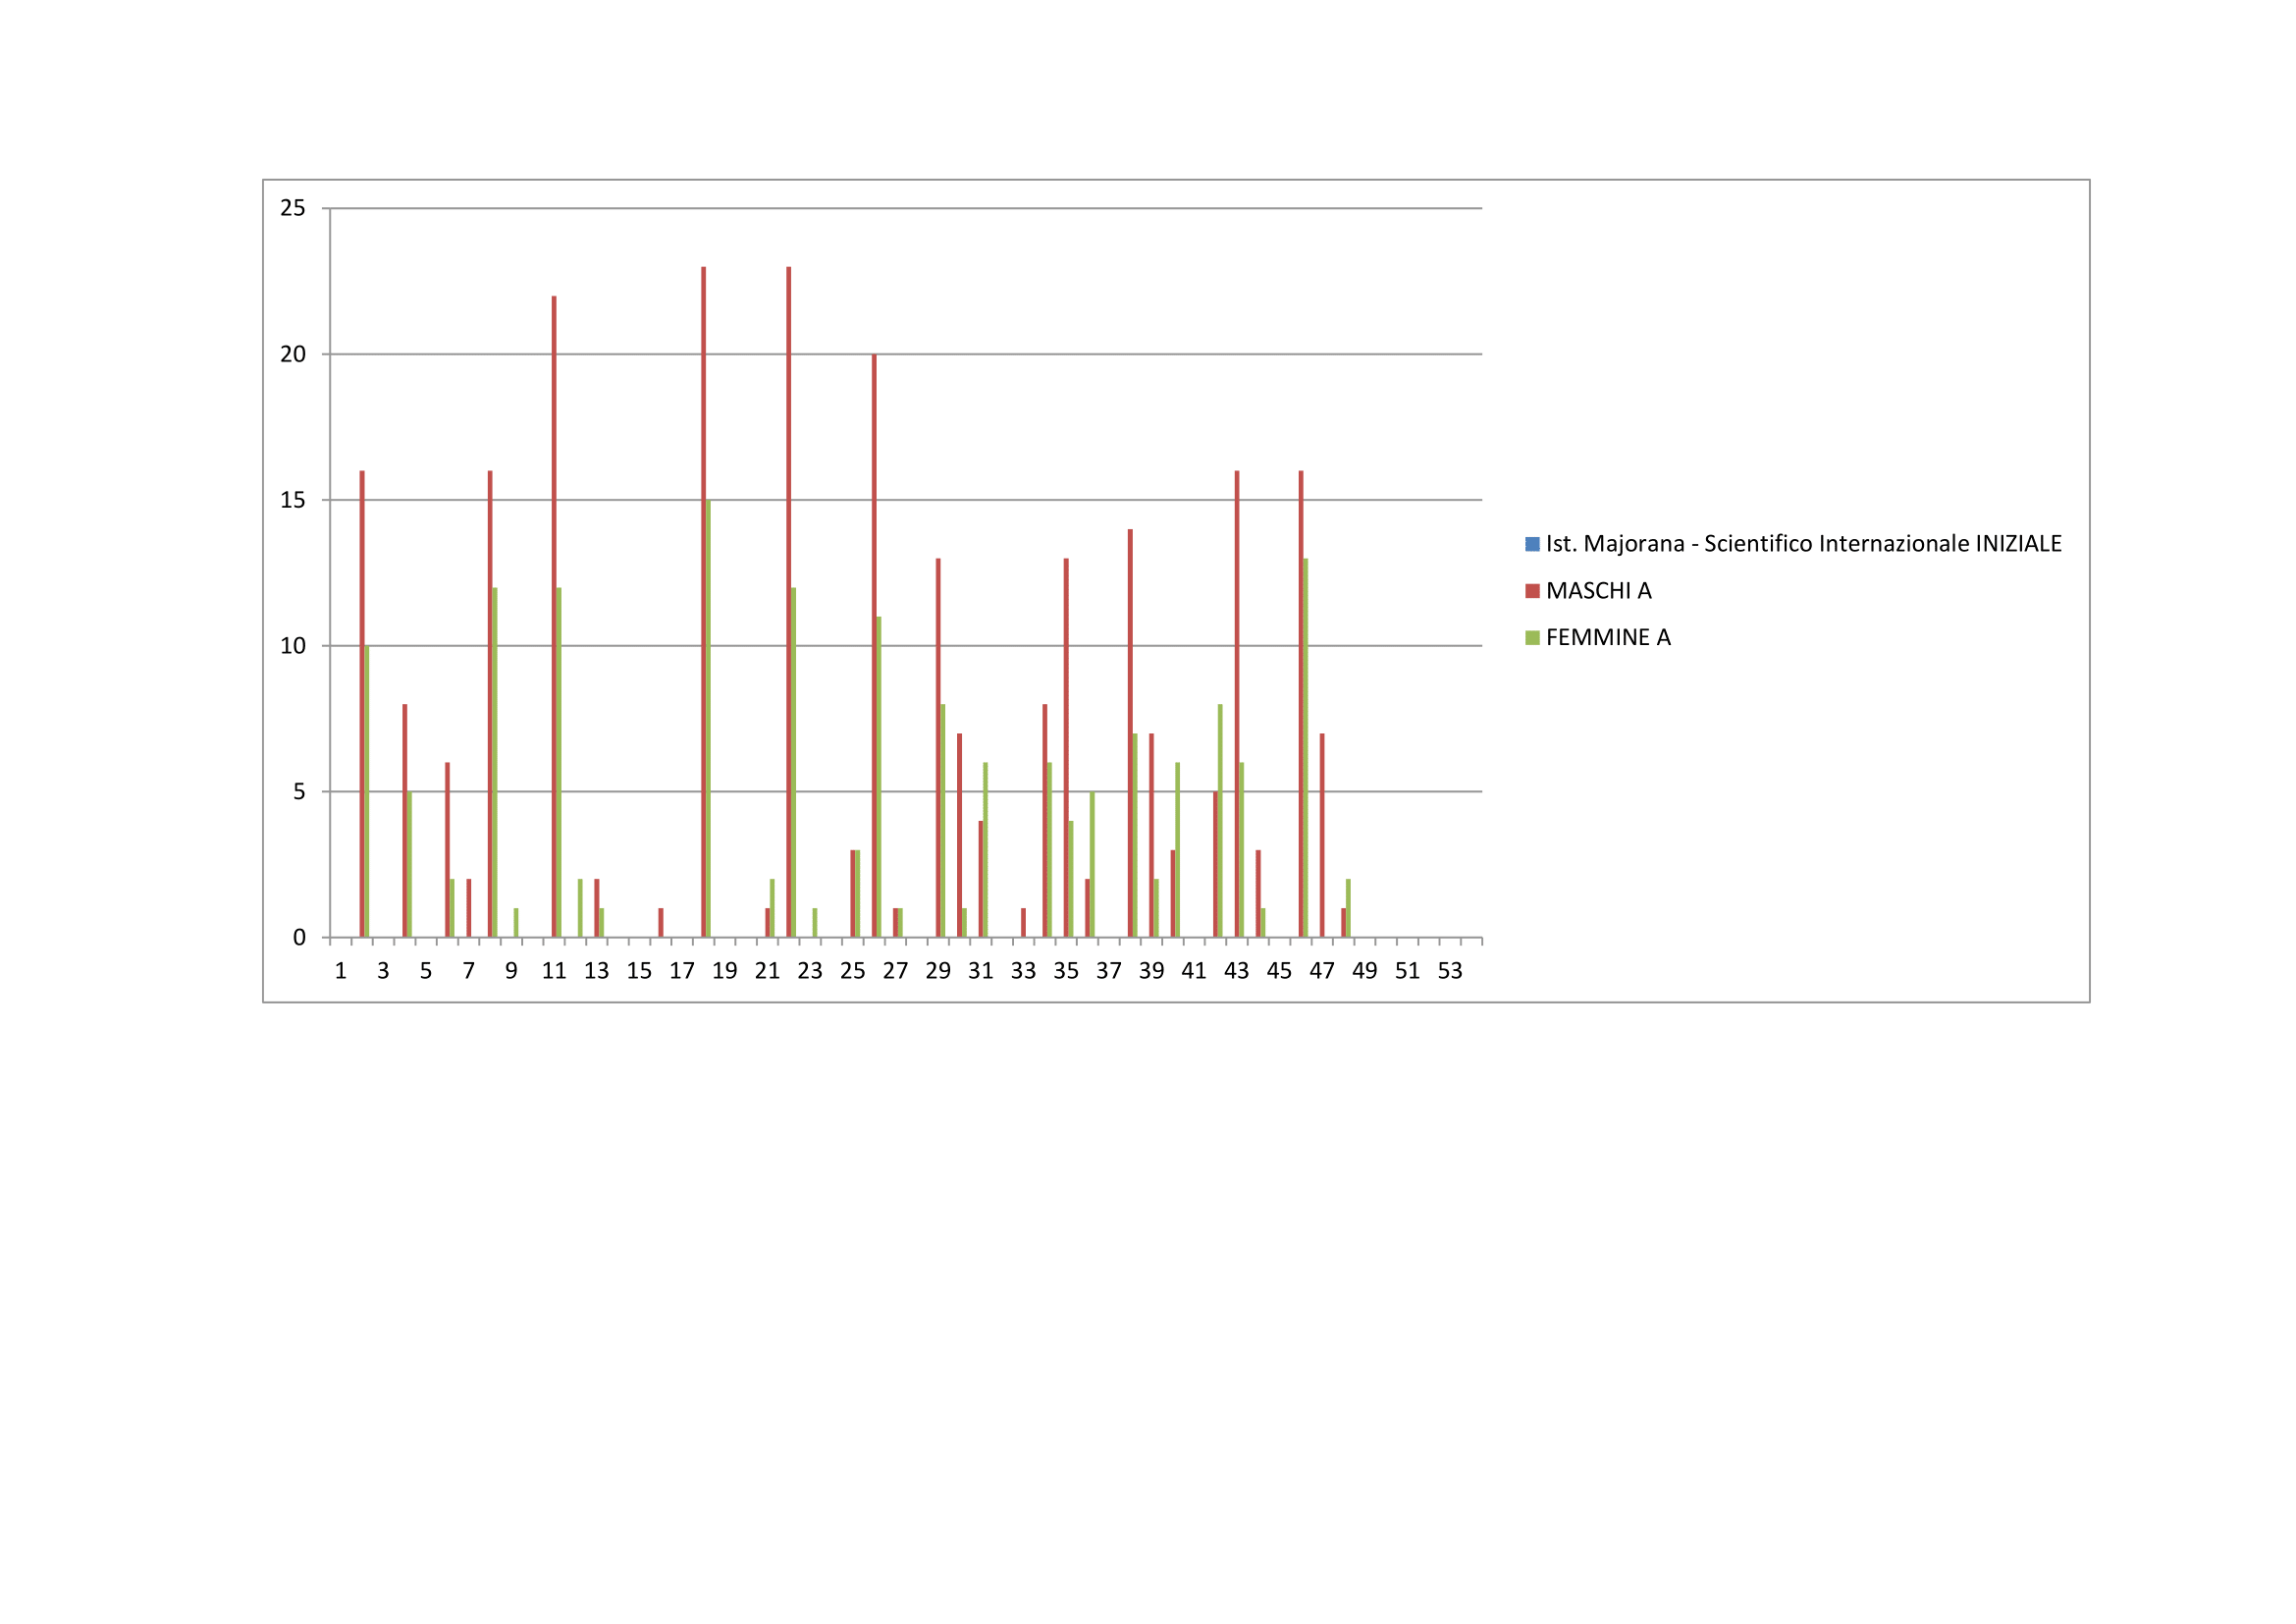 25
20
15
10
5
0
1 3 5 7 9 11 13 15 17 19 21 23 25 27 29 31 33 35 37 39 41 43 45 47 49 51 53
Ist. Majorana - Scientifico Internazionale INIZIALE
MASCHI A
FEMMINE A